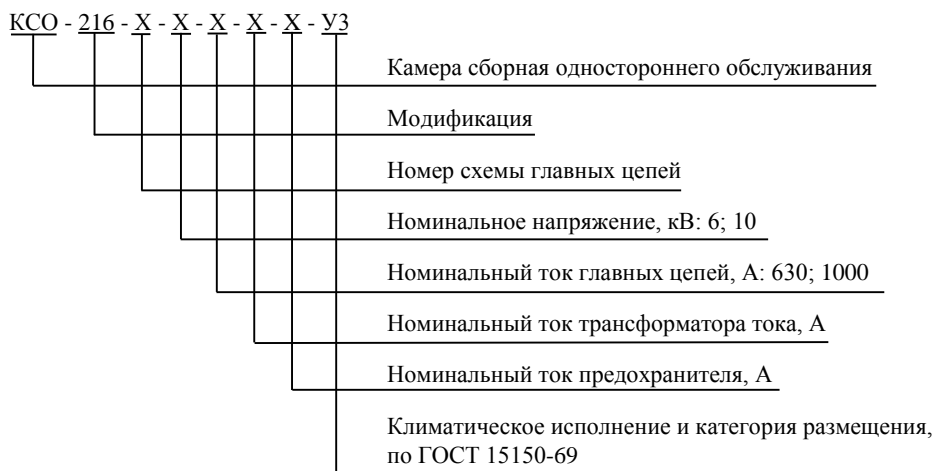 КСО - 216 - Х - Х - Х - Х - Х - У3
Камера сборная одностороннего обслуживания
Модификация
Номер схемы главных цепей
Номинальное напряжение, кВ: 6; 10
Номинальный ток главных цепей, А: 630; 1000
Номинальный ток трансформатора тока, А
Номинальный ток предохранителя, А
Климатическое исполнение и категория размещения,
по ГОСТ 15150-69